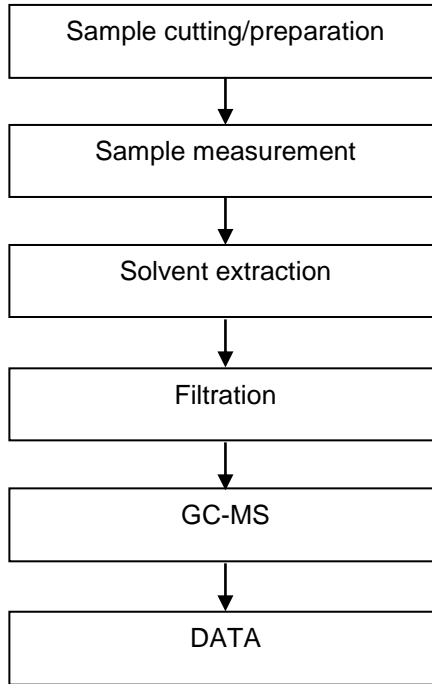 Sample cutting/preparation
Sample measurement
Solvent extraction
Filtration
GC-MS
DATA